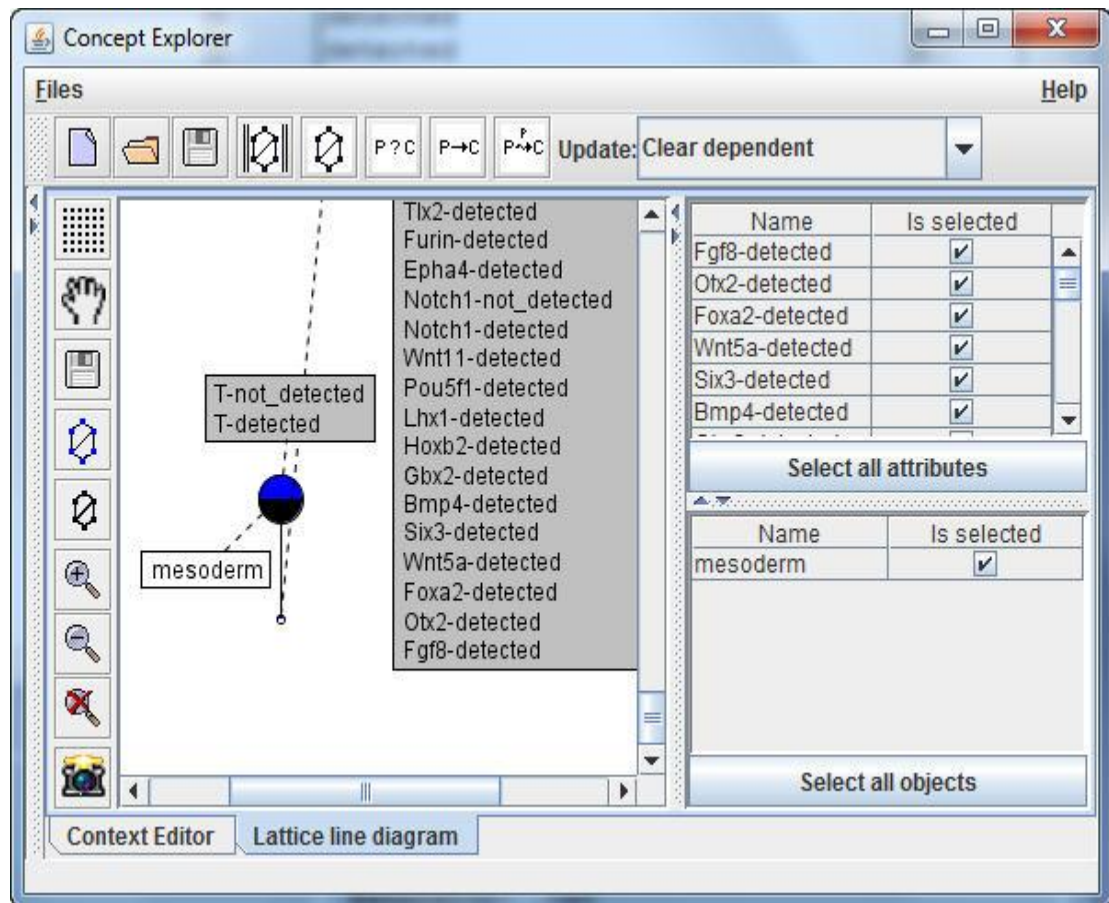 Concept Explorer
Files Help
P?C P→C Update: Clear dependent
Tlx2-detected
Furin-detected
Epha4-detected
Notch1-not_detected
Notch1-detected
Wnt11-detected
Pou5f1-detected
Lhx1-detected
Hoxb2-detected
Gbx2-detected
Bmp4-detected
Six3-detected
Wnt5a-detected
Foxa2-detected
Otx2-detected
Fgf8-detected
T-not_detected
T-detected
mesoderm
Name Is selected
Fgf8-detected
Otx2-detected
Foxa2-detected
Wnt5a-detected
Six3-detected
Bmp4-detected
Select all attributes
Name Is selected
mesoderm
Select all objects
Context Editor Lattice line diagram